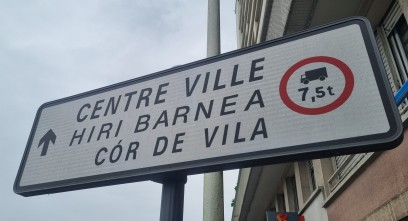 CENTRE VILLE
HIRI BARNEA
CÓR DE VILA
7,5t